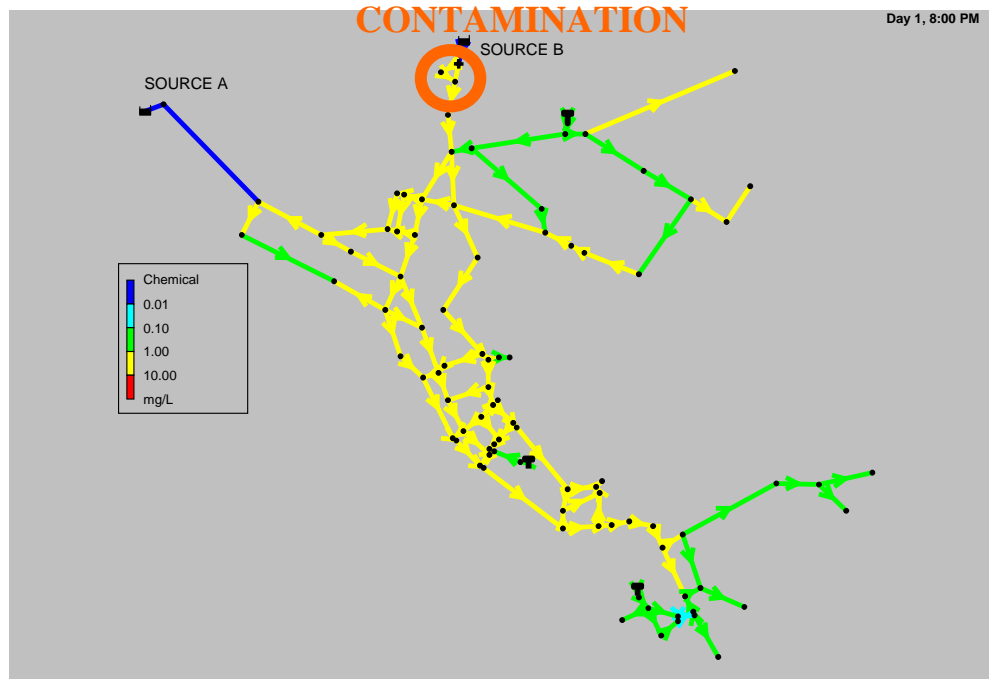 CONTAMINATION
Day 1, 8:00 PM
SOURCE B
SOURCE A
Chemical
0.01
0.10
1.00
10.00
mg/L